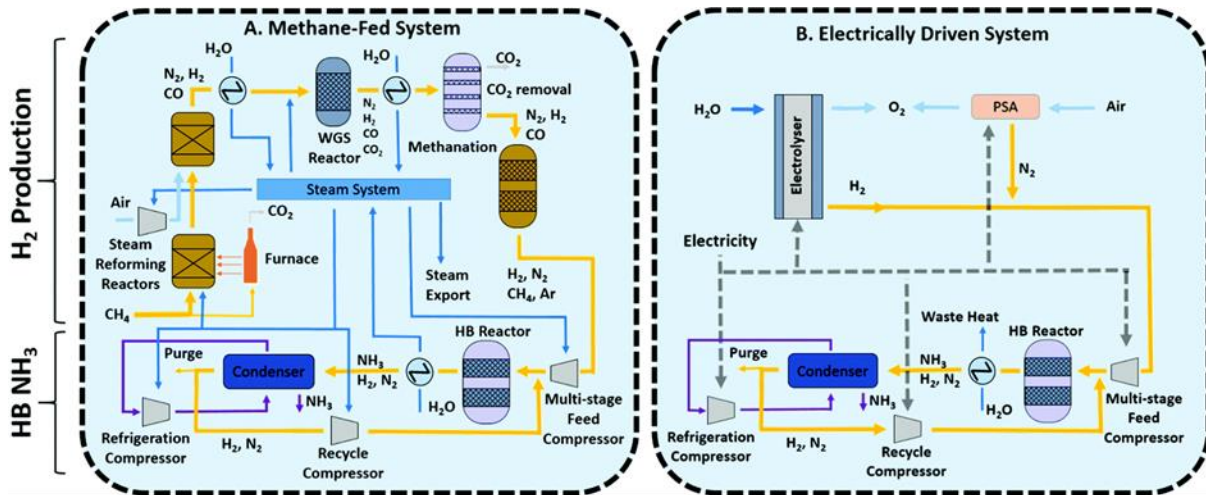 H₂ Production
HB NH₃
A. Methane-Fed System
H₂O
N₂, H₂
CO
WGS
Reactor
N₂
H₂
CO
CO₂
H₂O
CO₂
CO₂ removal
Methanation
N₂, H₂
CO
Steam System
Air
CO₂
Steam
Reforming
Reactors
Furnace
CH₄
Steam
Export
H₂, N₂
CH₄, Ar
HB Reactor
Purge
Condenser
NH₃
H₂, N₂
NH₃
H₂O
Multi-stage
Feed
Compressor
Refrigeration
Compressor
H₂, N₂
Recycle
Compressor
B. Electrically Driven System
H₂O
Electrolyser
O₂
PSA
Air
N₂
H₂
Electricity
Waste Heat
HB Reactor
Purge
Condenser
NH₃
H₂, N₂
NH₃
H₂O
Multi-stage
Feed
Compressor
Refrigeration
Compressor
H₂, N₂
Recycle
Compressor